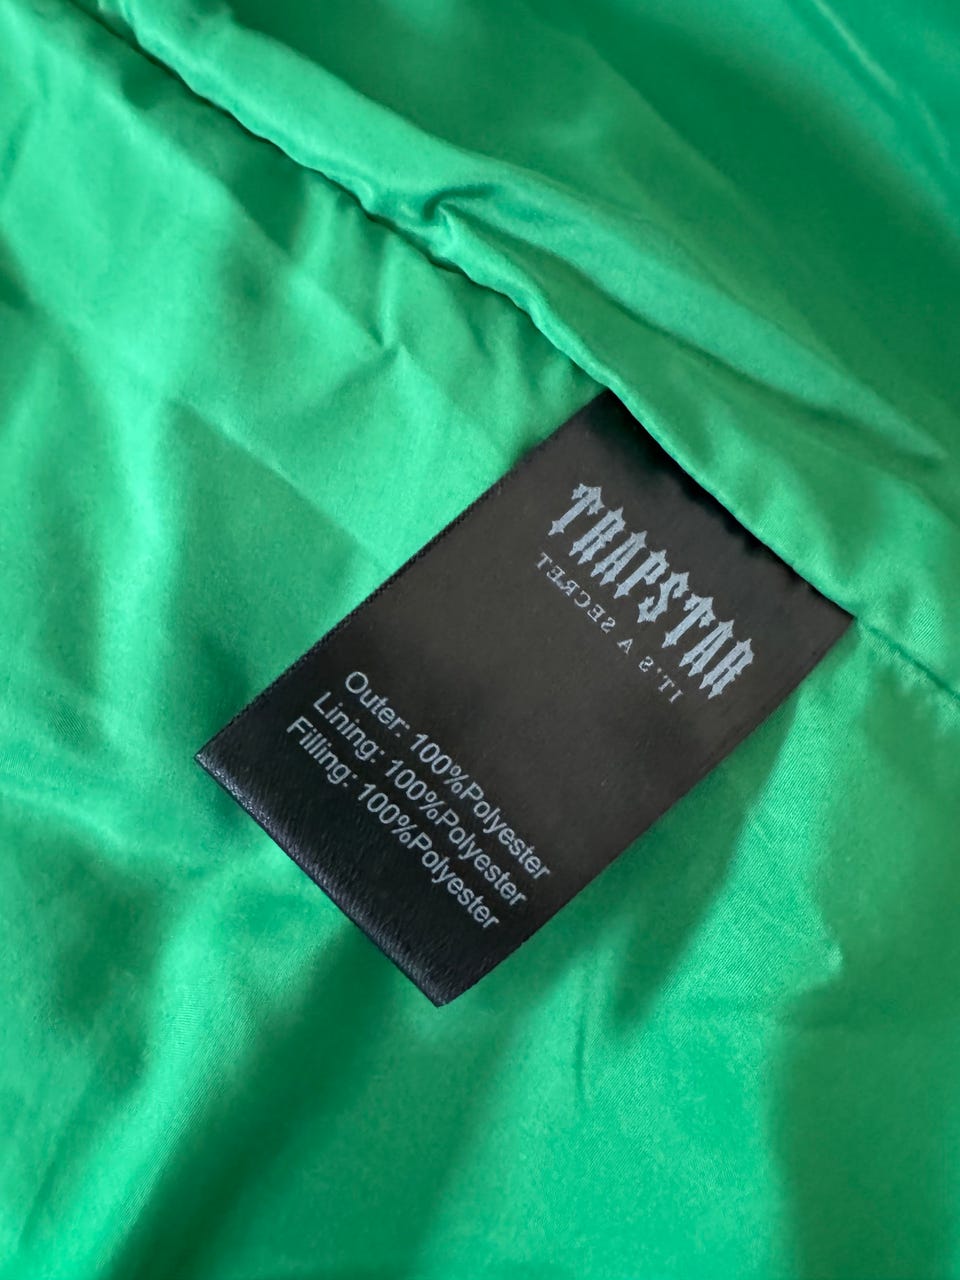 TRAPSTAR
IT'S A SECRET
Outer: 100%Polyester
Lining: 100%Polyester
Filling: 100%Polyester